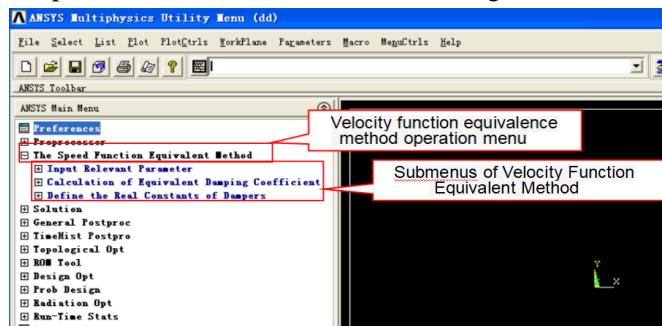 ANSYS Multiphysics Utility Menu (dd)
File Select List Plot PlotCtrls WorkPlane Parameters Macro MenuCtrls Help
ANSYS Toolbar
ANSYS Main Menu
Preferences
Preprocessor
The Speed Function Equivalent Method
Input Relevant Parameter
Calculation of Equivalent Damping Coefficient
Define the Real Constants of Dampers
Solution
General Postproc
TimeHist Postpro
Topological Opt
ROM Tool
Design Opt
Prob Design
Radiation Opt
Run-Time Stats
Velocity function equivalence
method operation menu
Submenus of Velocity Function
Equivalent Method
Y
X